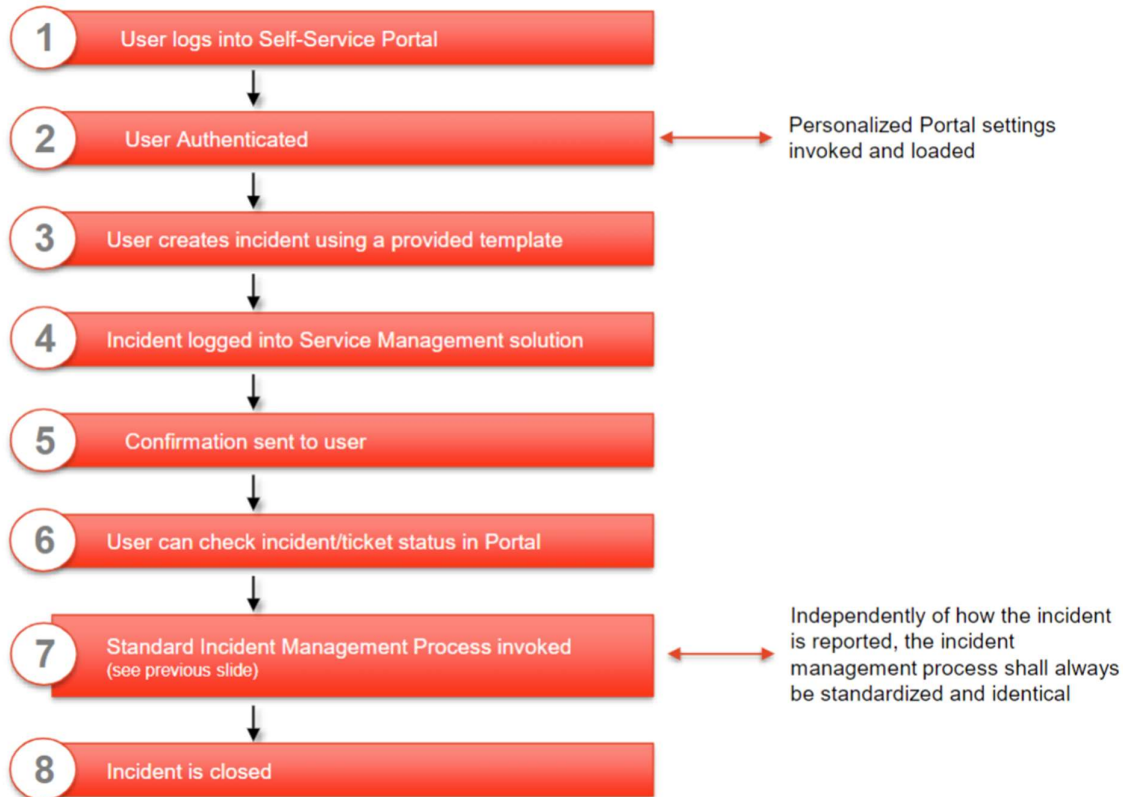 1
User logs into Self-Service Portal
2
User Authenticated
Personalized Portal settings
invoked and loaded
3
User creates incident using a provided template
4
Incident logged into Service Management solution
5
Confirmation sent to user
6
User can check incident/ticket status in Portal
7
Standard Incident Management Process invoked
(see previous slide)
Independently of how the incident
is reported, the incident
management process shall always
be standardized and identical
8
Incident is closed